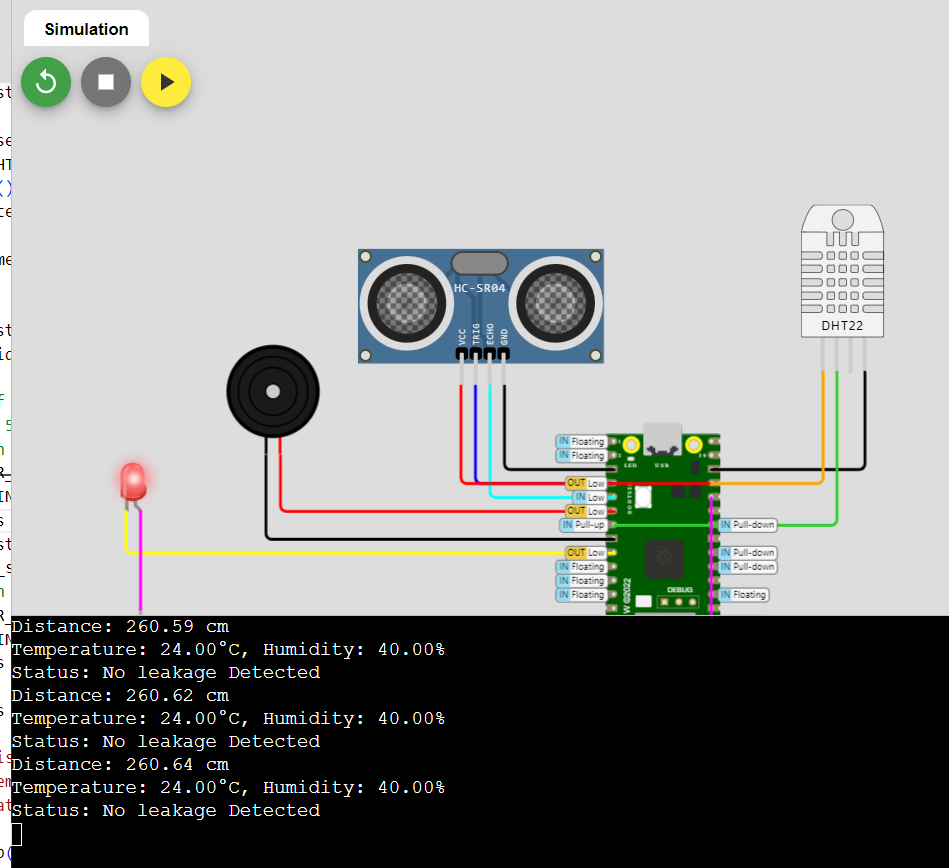 Simulation
HC-SR04
VCC
TRIG
ECHO
GND
DHT22
IN Floating
IN Floating
LED
USB
OUT Low
IN Low
OUT Low
IN Pull-up
IN Pull-down
OUT Low
IN Pull-down
IN Floating
IN Pull-down
IN Floating
DEBUG
IN Floating
IN Floating
W ©2022
Distance: 260.59 cm
Temperature: 24.00°C, Humidity: 40.00%
Status: No leakage Detected
Distance: 260.62 cm
Temperature: 24.00°C, Humidity: 40.00%
Status: No leakage Detected
Distance: 260.64 cm
Temperature: 24.00°C, Humidity: 40.00%
Status: No leakage Detected